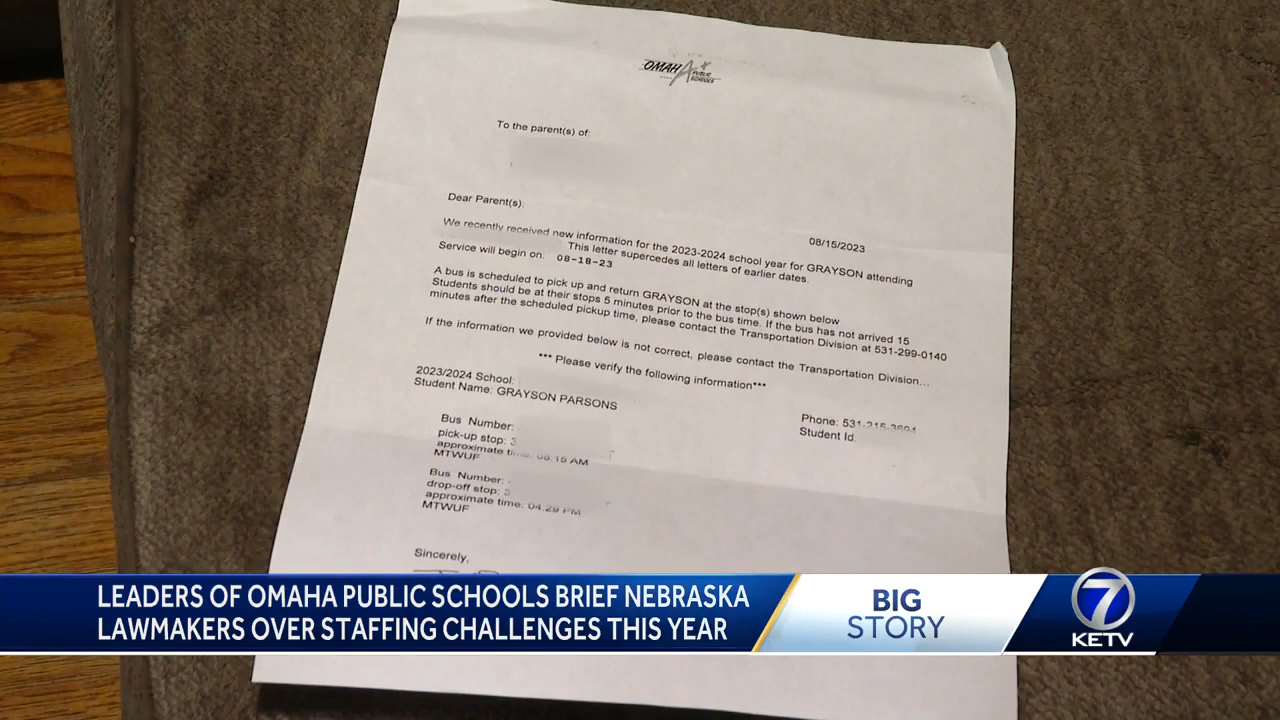 OMAHA PUBLIC SCHOOLS
To the parent(s) of:
Dear Parent(s):
08/15/2023
We recently received new information for the 2023-2024 school year for GRAYSON attending
This letter supercedes all letters of earlier dates.
Service will begin on: 08-18-23
A bus is scheduled to pick up and return GRAYSON at the stop(s) shown below
Students should be at their stops 5 minutes prior to the bus time. If the bus has not arrived 15
minutes after the scheduled pickup time, please contact the Transportation Division at 531-299-0140
If the information we provided below is not correct, please contact the Transportation Division...
*** Please verify the following information***
2023/2024 School:
Student Name: GRAYSON PARSONS
Phone: 531-215-3694
Student Id.
Bus Number:
pick-up stop: 3
approximate time: 08:15 AM
MTWUF
Bus Number:
drop-off stop: 3
approximate time: 04:29 PM
MTWUF
Sincerely,
LEADERS OF OMAHA PUBLIC SCHOOLS BRIEF NEBRASKA
LAWMAKERS OVER STAFFING CHALLENGES THIS YEAR
BIG
STORY
7
KETV